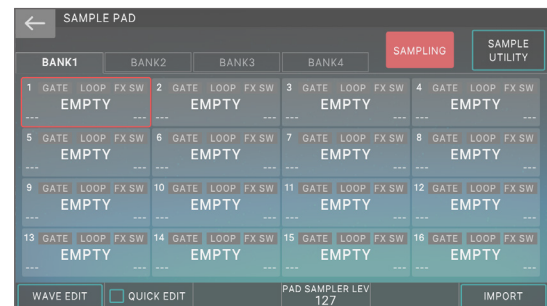 SAMPLE PAD
BANK1 BANK2 BANK3 BANK4 SAMPLING SAMPLE UTILITY
1 GATE LOOP FX SW 2 GATE LOOP FX SW 3 GATE LOOP FX SW 4 GATE LOOP FX SW
EMPTY EMPTY EMPTY EMPTY
--- --- --- --- --- --- --- ---
5 GATE LOOP FX SW 6 GATE LOOP FX SW 7 GATE LOOP FX SW 8 GATE LOOP FX SW
EMPTY EMPTY EMPTY EMPTY
--- --- --- --- --- --- --- ---
9 GATE LOOP FX SW 10 GATE LOOP FX SW 11 GATE LOOP FX SW 12 GATE LOOP FX SW
EMPTY EMPTY EMPTY EMPTY
--- --- --- --- --- --- --- ---
13 GATE LOOP FX SW 14 GATE LOOP FX SW 15 GATE LOOP FX SW 16 GATE LOOP FX SW
EMPTY EMPTY EMPTY EMPTY
--- --- --- --- --- --- --- ---
WAVE EDIT QUICK EDIT PAD SAMPLER LEV IMPORT
127